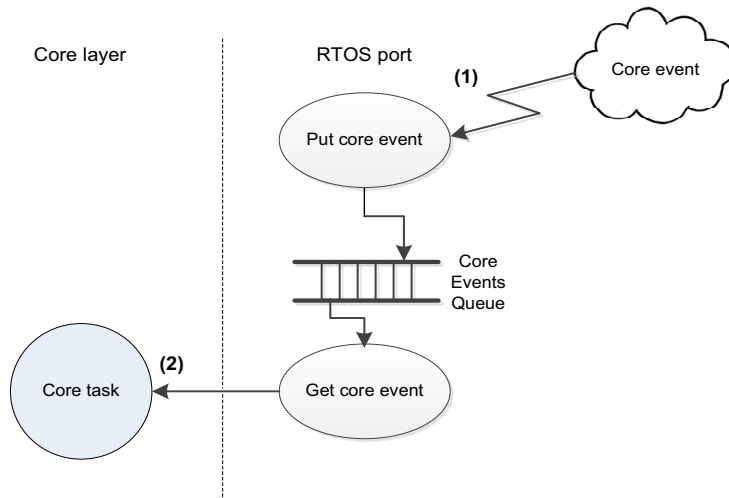 Core layer
RTOS port
Core event
(1)
Put core event
Core
Events
Queue
(2)
Core task
Get core event